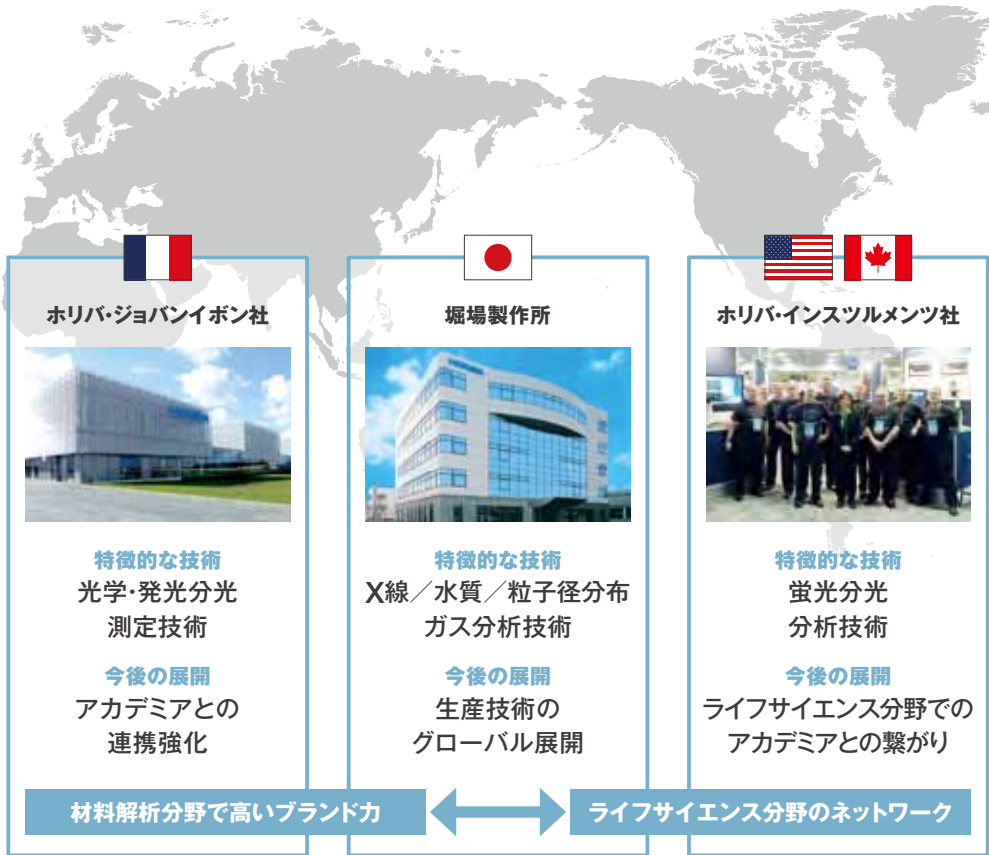 ホリバ・ジョバンイボン社
特徴的な技術
光学・発光分光
測定技術
今後の展開
アカデミアとの
連携強化
堀場製作所
特徴的な技術
X線／水質／粒子径分布
ガス分析技術
今後の展開
生産技術の
グローバル展開
ホリバ・インスツルメンツ社
特徴的な技術
蛍光分光
分析技術
今後の展開
ライフサイエンス分野での
アカデミアとの繋がり
材料解析分野で高いブランド力
ライフサイエンス分野のネットワーク